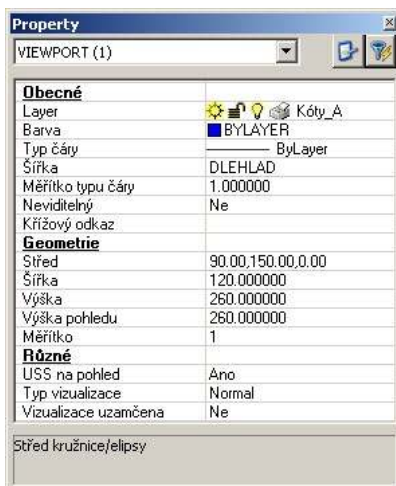 Property
VIEWPORT (1)
Obecné
Layer Kóty_A
Barva BYLAYER
Typ čáry ByLayer
Šířka DLEHLAD
Měřítko typu čáry 1.000000
Neviditelný Ne
Křížový odkaz
Geometrie
Střed 90.00,150.00,0.00
Šířka 120.000000
Výška 260.000000
Výška pohledu 260.000000
Měřítko 1
Různé
USS na pohled Ano
Typ vizualizace Normal
Vizualizace uzamčena Ne
Střed kružnice/elipsy